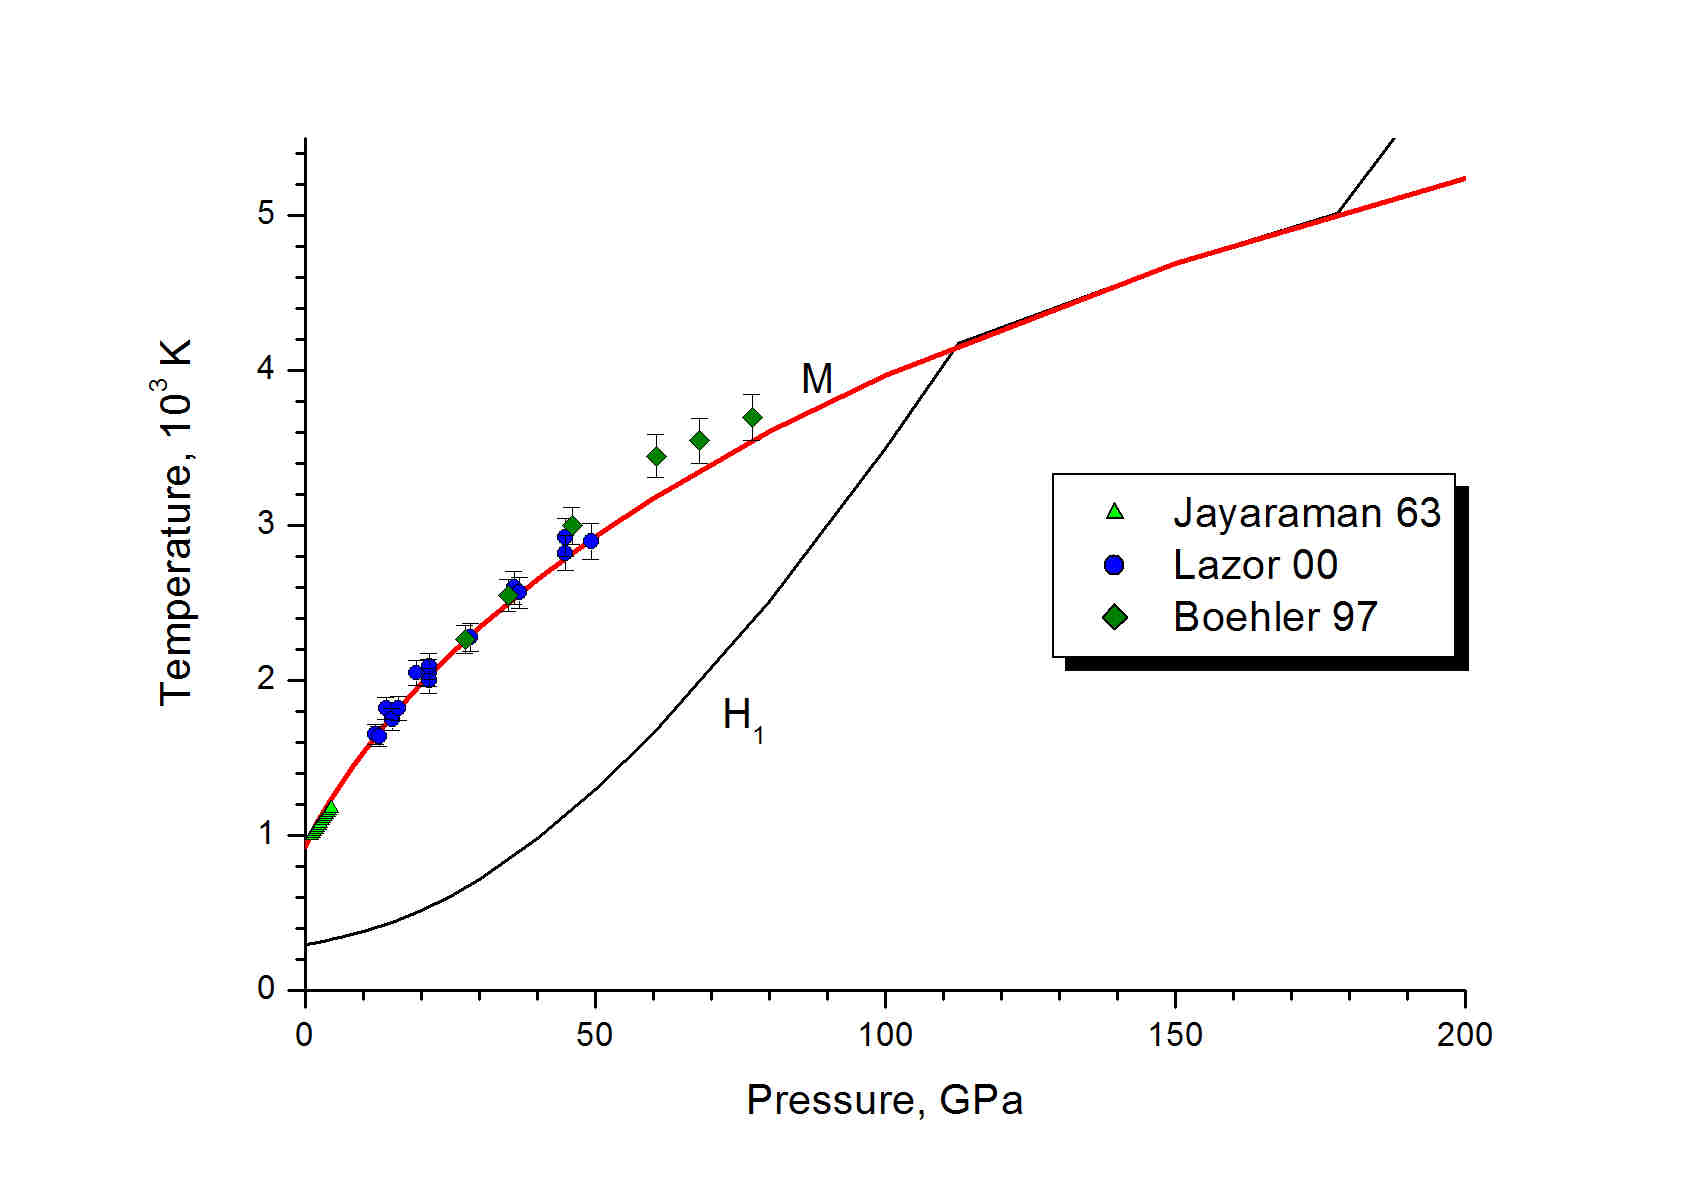 Temperature, 10³ K
5
4
3
2
1
0
M
H₁
Jayaraman 63
Lazor 00
Boehler 97
0 50 100 150 200
Pressure, GPa